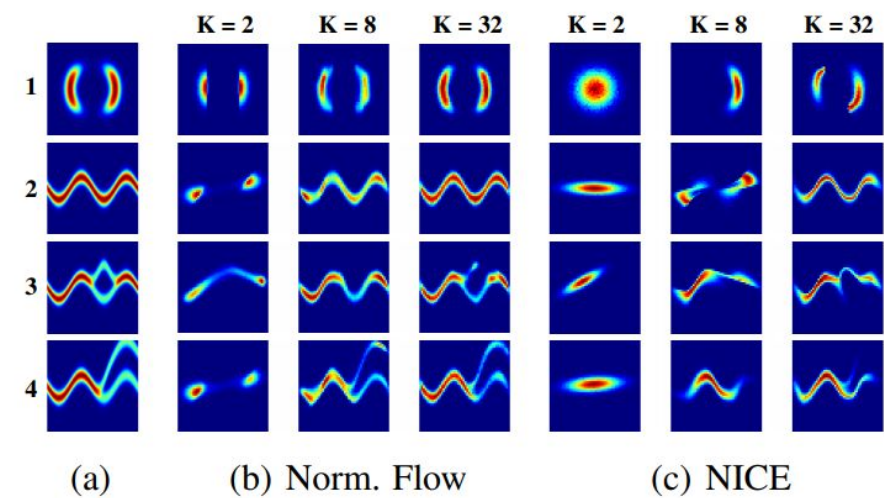 K = 2 K = 8 K = 32 K = 2 K = 8 K = 32
1
2
3
4
(a) (b) Norm. Flow (c) NICE